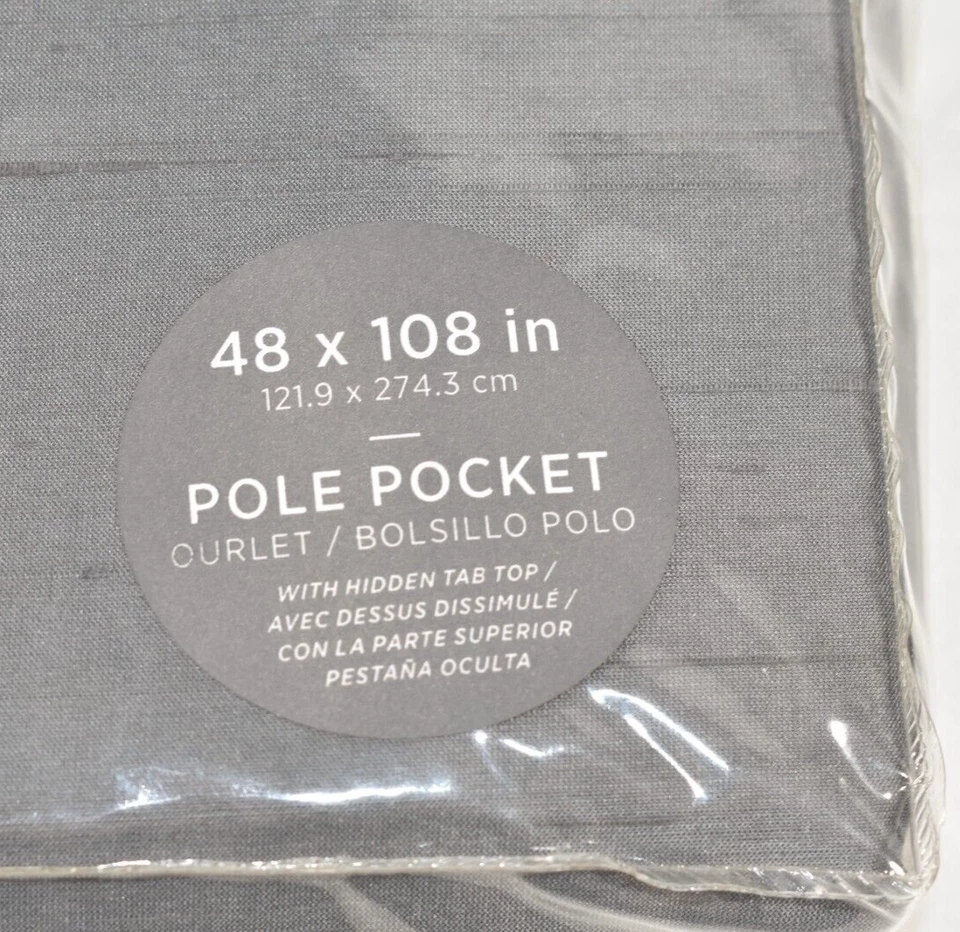 48 x 108 in
121.9 x 274.3 cm
POLE POCKET
OURLET / BOLSILLO POLO
WITH HIDDEN TAB TOP /
AVEC DESSUS DISSIMULÉ /
CON LA PARTE SUPERIOR
PESTAÑA OCULTA